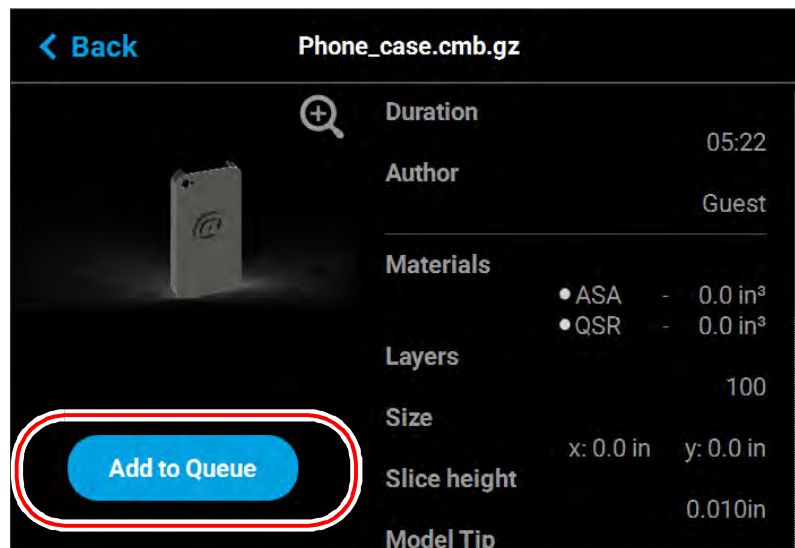 Back
Phone_case.cmb.gz
Duration
05:22
Author
Guest
Materials
● ASA - 0.0 in³
● QSR - 0.0 in³
Layers
100
Size
x: 0.0 in y: 0.0 in
Slice height
0.010in
Model Tip
@
Add to Queue